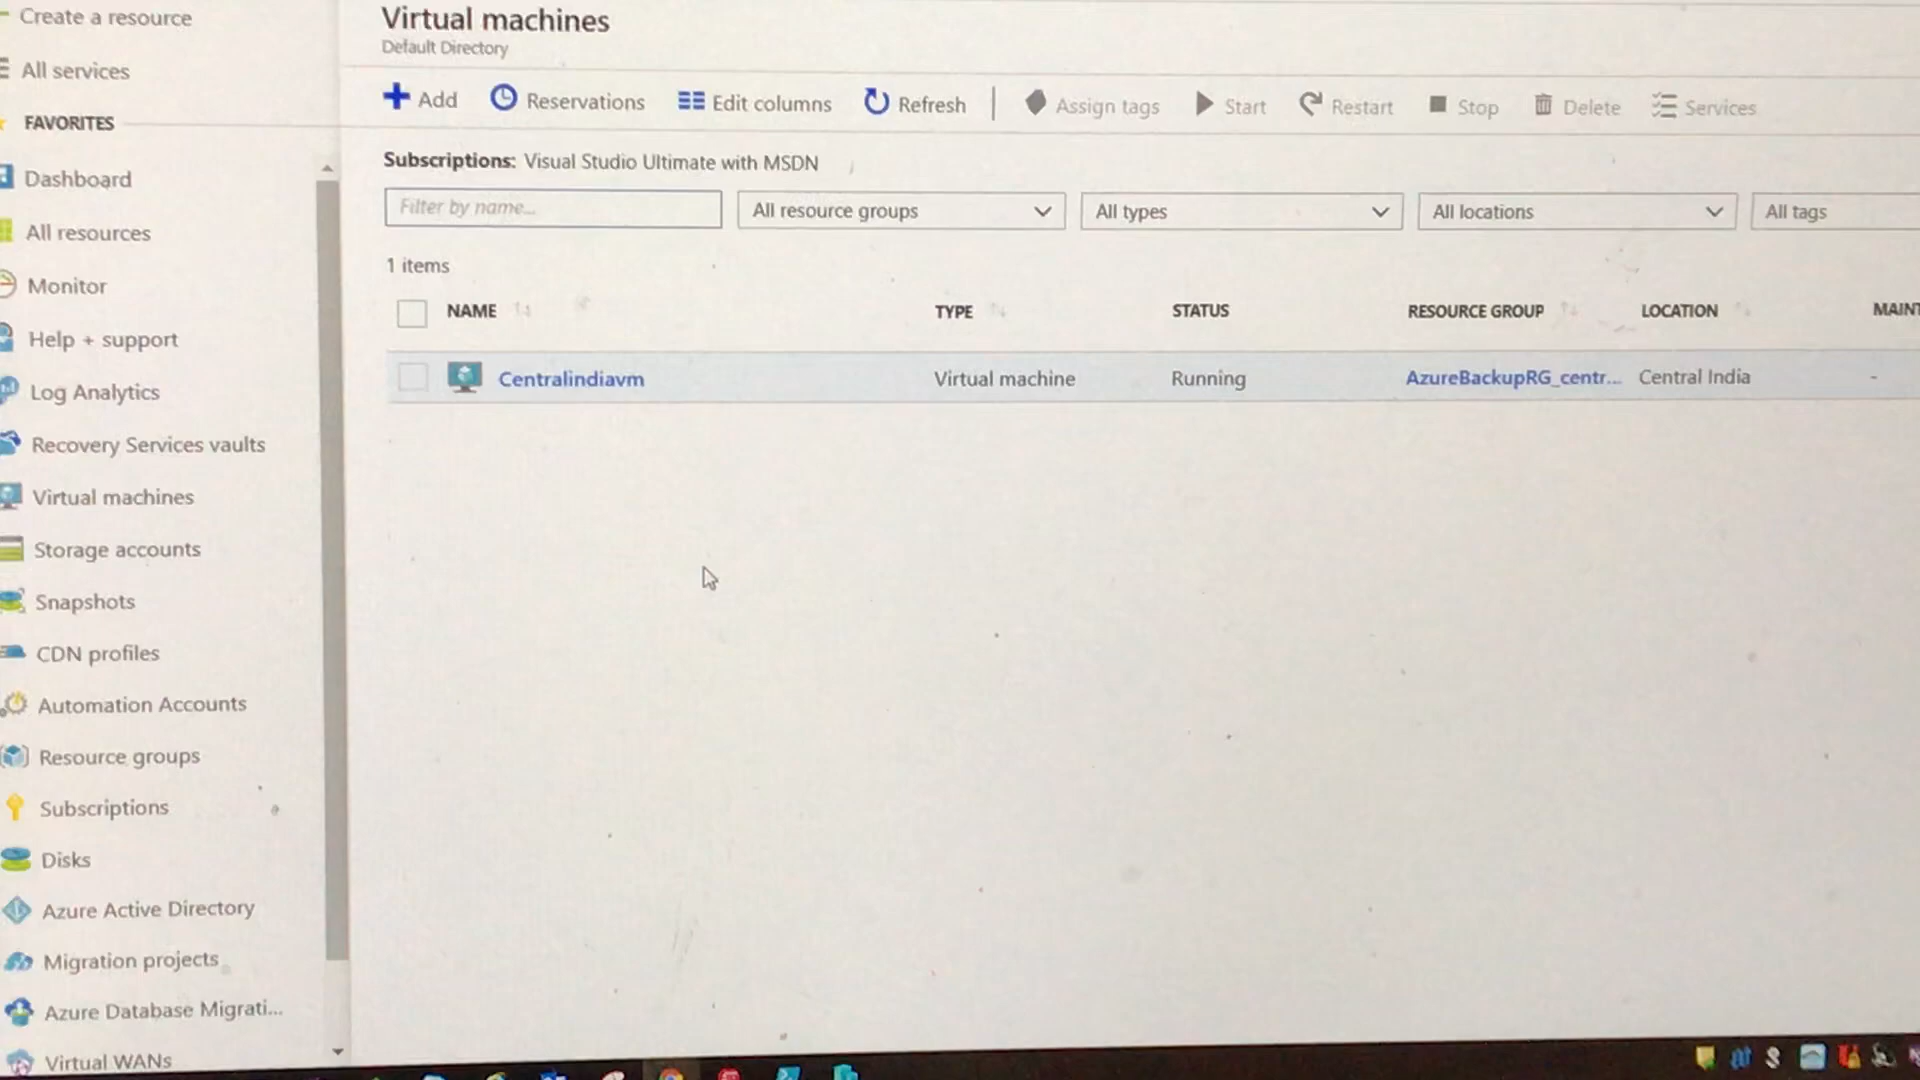 Create a resource
All services
FAVORITES
Dashboard
All resources
Monitor
Help + support
Log Analytics
Recovery Services vaults
Virtual machines
Storage accounts
Snapshots
CDN profiles
Automation Accounts
Resource groups
Subscriptions
Disks
Azure Active Directory
Migration projects
Azure Database Migrati...
Virtual WANs
Virtual machines
Default Directory
Add Reservations Edit columns Refresh Assign tags Start Restart Stop Delete Services
Subscriptions: Visual Studio Ultimate with MSDN
Filter by name... All resource groups All types All locations All tags
1 items
NAME TYPE STATUS RESOURCE GROUP LOCATION MAINT
Centralindiavm Virtual machine Running AzureBackupRG_centr... Central India -